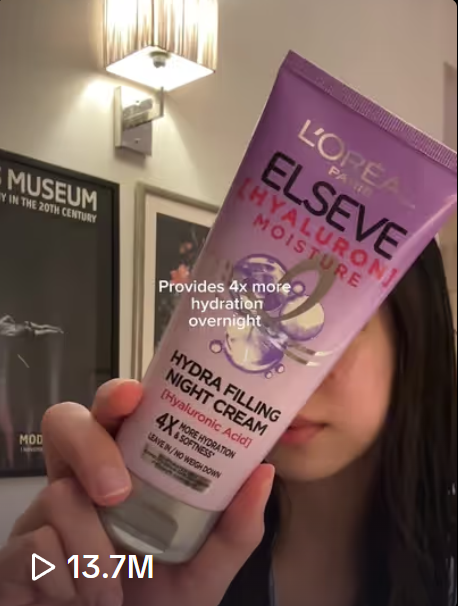 S MUSEUM
Y IN THE 20TH CENTURY
MOD
L'ORÉA
PARIS
ELSEVE
[HYALURON]
MOISTURE
Provides 4x more
hydration
overnight
HYDRA FILLING
NIGHT CREAM
[Hyaluronic Acid]
4X MORE HYDRATION
& SOFTNESS*
LEAVE IN / NO WEIGH DOWN
13.7M